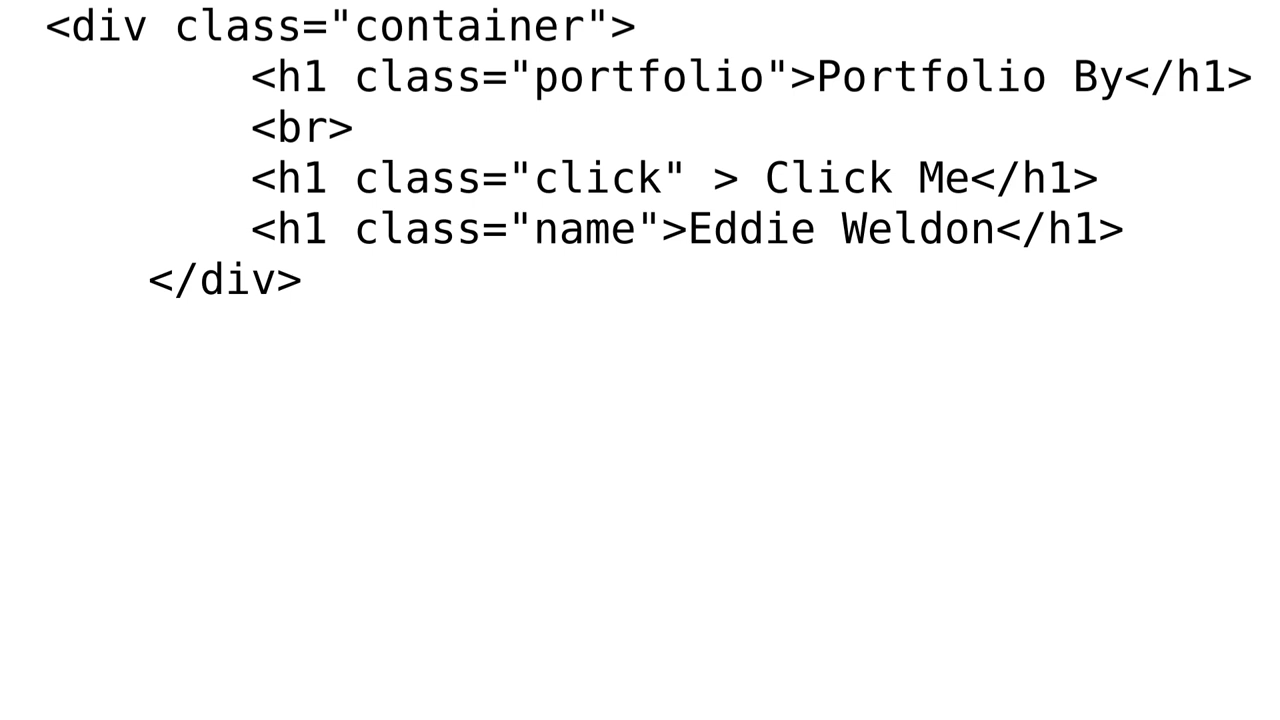 <div class="container">
<h1 class="portfolio">Portfolio By</h1>
<br>
<h1 class="click" > Click Me</h1>
<h1 class="name">Eddie Weldon</h1>
</div>